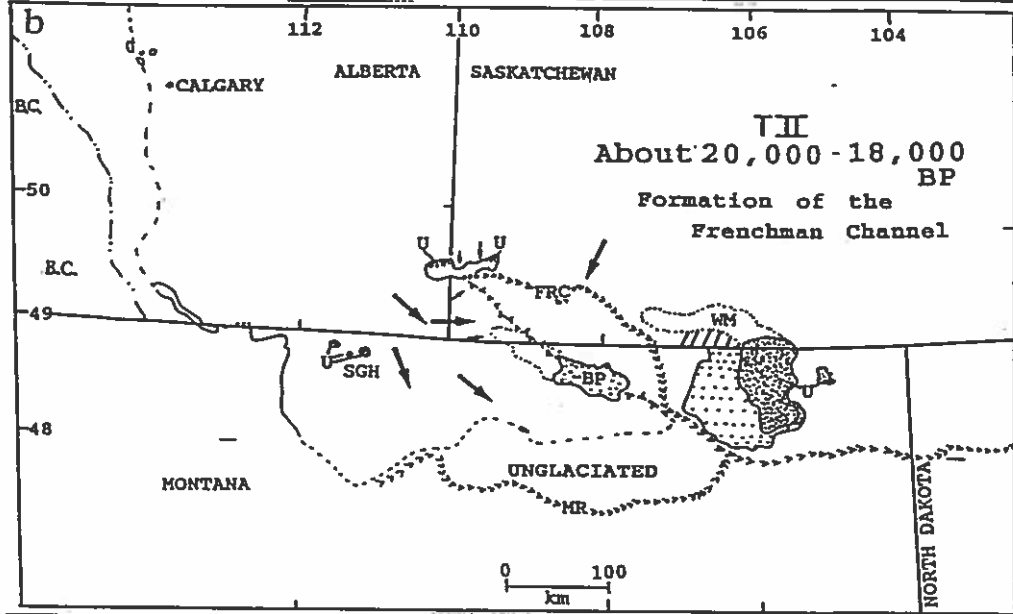 b
112
110
108
106
104
ALBERTA
SASKATCHEWAN
CALGARY
B.C.
TII
About 20,000-18,000
BP
Formation of the
Frenchman Channel
50
U
U
B.C.
FRC
49
WM
U
SGH
BP
U
48
UNGLACIATED
MONTANA
MR
NORTH DAKOTA
0 100
km